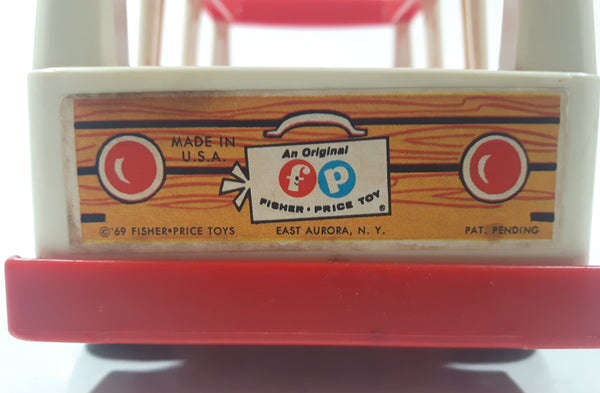 MADE IN
U.S.A.
An Original
fp
FISHER·PRICE TOY
®
©'69 FISHER·PRICE TOYS
EAST AURORA, N. Y.
PAT. PENDING